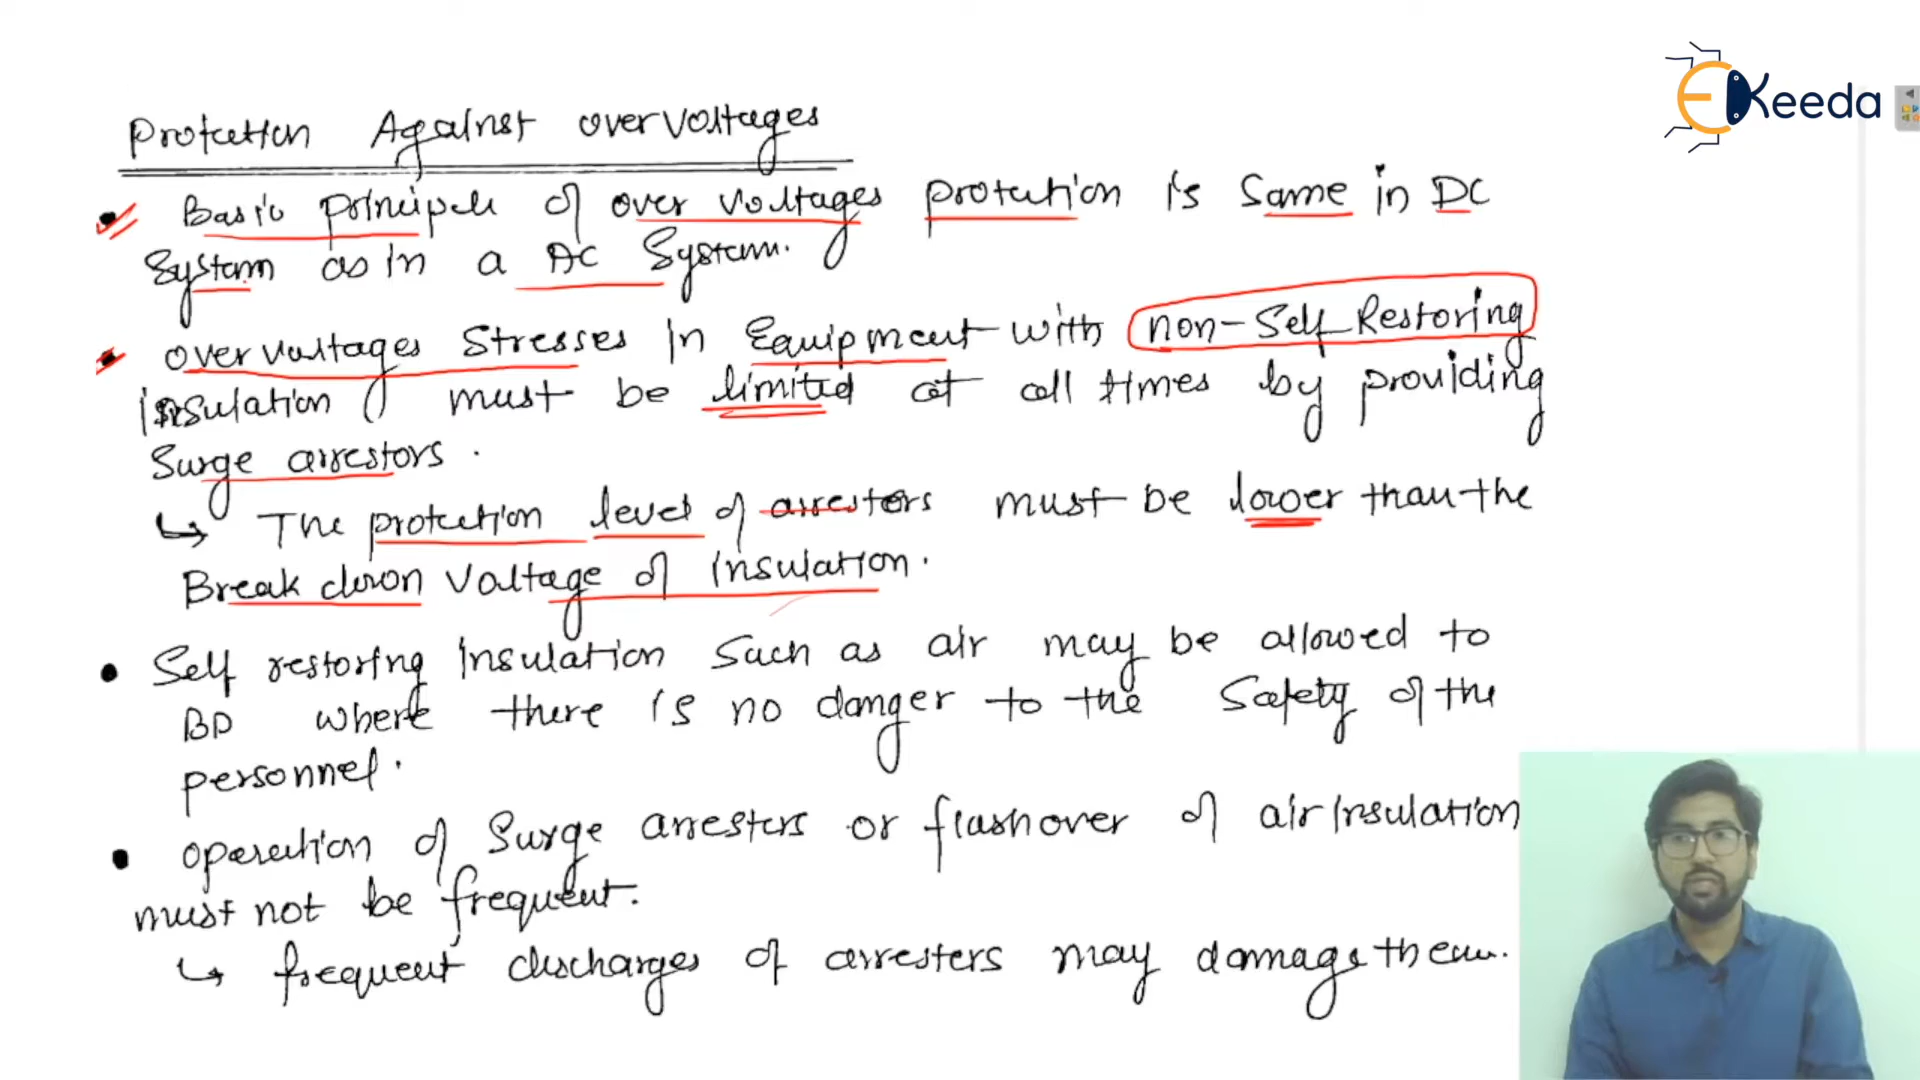 EKeeda
Protection Against overvoltages
• Basic principle of over voltages protection is same in DC
System as in a AC System.
• over voltages stresses in Equipment with non-Self Restoring
insulation must be limited at all times by providing
Surge arrestors.
↳ The protection level of arresters must be lower than the
Break down voltage of insulation.
• Self restoring insulation such as air may be allowed to
BD where there is no danger to the safety of the
personnel.
• operation of Surge arresters or flashover of air insulation
must not be frequent.
↳ frequent discharges of arresters may damage them.